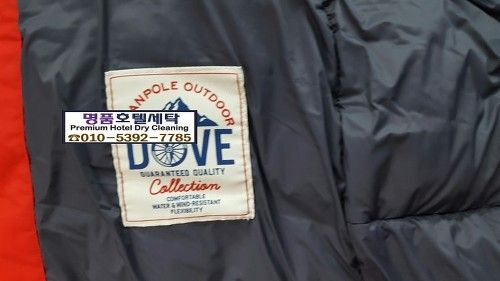 ANPOLE OUTDOOR
명품호텔세탁
Premium Hotel Dry Cleaning
☎010-5392-7785
DOVE
GUARANTEED QUALITY
Collection
COMFORTABLE
WATER & WIND-RESISTANT
FLEXIBILITY